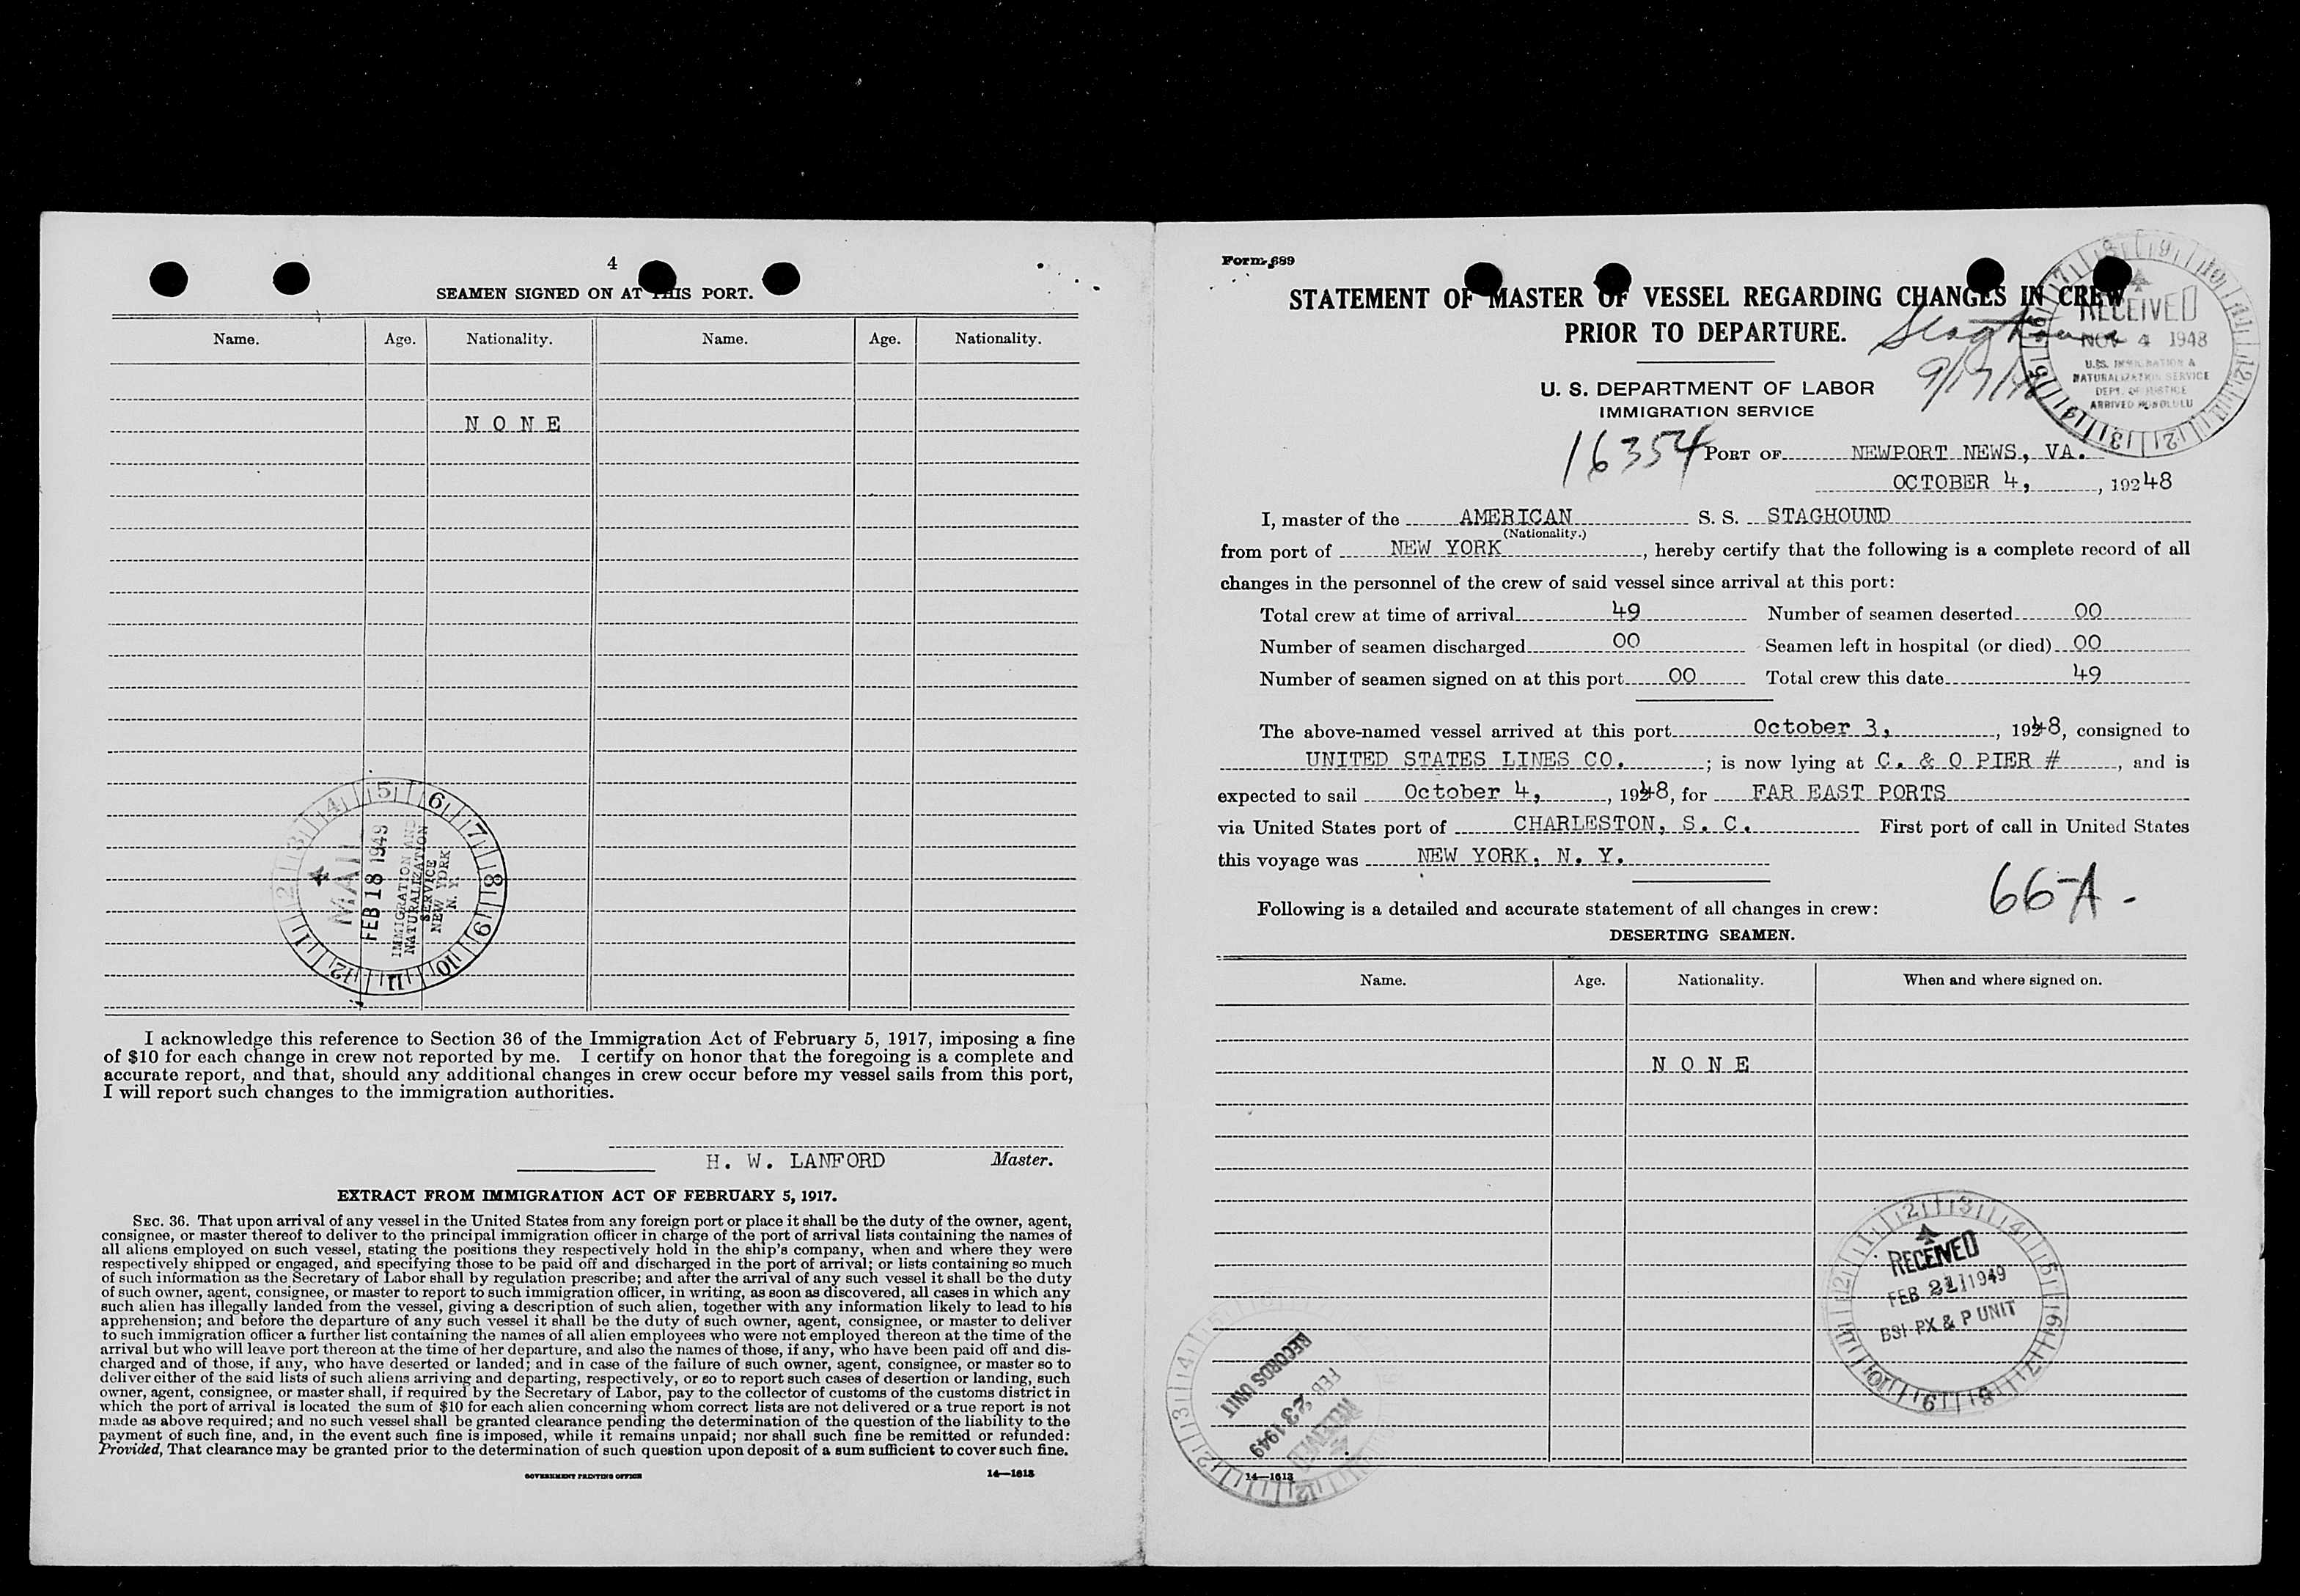 4
SEAMEN SIGNED ON AT THIS PORT.
Name. Age. Nationality. Name. Age. Nationality.
N O N E
MAIL
FEB 18 1949
IMMIGRATION AND
NATURALIZATION
SERVICE
NEW YORK
N. Y.
I acknowledge this reference to Section 36 of the Immigration Act of February 5, 1917, imposing a fine
of $10 for each change in crew not reported by me. I certify on honor that the foregoing is a complete and
accurate report, and that, should any additional changes in crew occur before my vessel sails from this port,
I will report such changes to the immigration authorities.
H. W. LANFORD Master.
EXTRACT FROM IMMIGRATION ACT OF FEBRUARY 5, 1917.
SEC. 36. That upon arrival of any vessel in the United States from any foreign port or place it shall be the duty of the owner, agent,
consignee, or master thereof to deliver to the principal immigration officer in charge of the port of arrival lists containing the names of
all aliens employed on such vessel, stating the positions they respectively hold in the ship's company, when and where they were
respectively shipped or engaged, and specifying those to be paid off and discharged in the port of arrival; or lists containing so much
of such information as the Secretary of Labor shall by regulation prescribe; and after the arrival of any such vessel it shall be the duty
of such owner, agent, consignee, or master to report to such immigration officer, in writing, as soon as discovered, all cases in which any
such alien has illegally landed from the vessel, giving a description of such alien, together with any information likely to lead to his
apprehension; and before the departure of any such vessel it shall be the duty of such owner, agent, consignee, or master to deliver
to such immigration officer a further list containing the names of all alien employees who were not employed thereon at the time of the
arrival but who will leave port thereon at the time of her departure, and also the names of those, if any, who have been paid off and dis-
charged and of those, if any, who have deserted or landed; and in case of the failure of such owner, agent, consignee, or master so to
deliver either of the said lists of such aliens arriving and departing, respectively, or so to report such cases of desertion or landing, such
owner, agent, consignee, or master shall, if required by the Secretary of Labor, pay to the collector of customs of the customs district in
which the port of arrival is located the sum of $10 for each alien concerning whom correct lists are not delivered or a true report is not
made as above required; and no such vessel shall be granted clearance pending the determination of the question of the liability to the
payment of such fine, and, in the event such fine is imposed, while it remains unpaid; nor shall such fine be remitted or refunded:
Provided, That clearance may be granted prior to the determination of such question upon deposit of a sum sufficient to cover such fine.
GOVERNMENT PRINTING OFFICE 14—1613
Form 689
STATEMENT OF MASTER OF VESSEL REGARDING CHANGES IN CREW
PRIOR TO DEPARTURE.
RECEIVED
NOV 4 1948
U.S. IMMIGRATION &
NATURALIZATION SERVICE
DEPT. OF JUSTICE
ARRIVED HONOLULU
U. S. DEPARTMENT OF LABOR
IMMIGRATION SERVICE
16354
PORT OF NEWPORT NEWS, VA.
OCTOBER 4, , 19248
I, master of the AMERICAN S. S. STAGHOUND
(Nationality.)
from port of NEW YORK, hereby certify that the following is a complete record of all
changes in the personnel of the crew of said vessel since arrival at this port:
Total crew at time of arrival 49 Number of seamen deserted 00
Number of seamen discharged 00 Seamen left in hospital (or died) 00
Number of seamen signed on at this port 00 Total crew this date 49
The above-named vessel arrived at this port October 3, , 1948, consigned to
UNITED STATES LINES CO. ; is now lying at C. & O PIER # , and is
expected to sail October 4, , 1948, for FAR EAST PORTS
via United States port of CHARLESTON, S. C. First port of call in United States
this voyage was NEW YORK, N. Y.
66-A-
Following is a detailed and accurate statement of all changes in crew:
DESERTING SEAMEN.
Name. Age. Nationality. When and where signed on.
N O N E
RECEIVED
FEB 21 1949
BSI-PX & P UNIT
RECEIVED
FEB 23 1949
RECORDS UNIT
14—1613